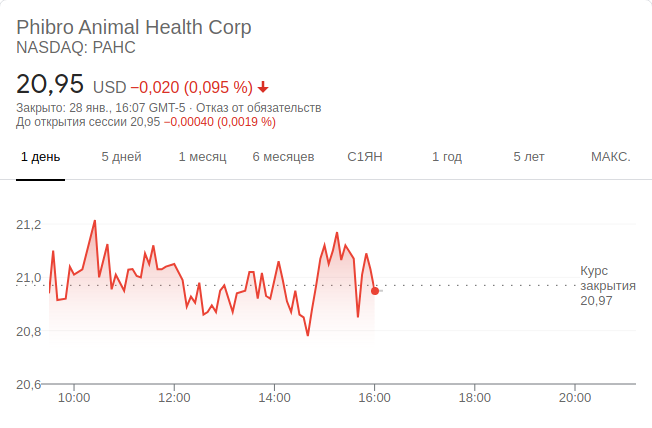 Phibro Animal Health Corp
NASDAQ: PAHC
20,95 USD −0,020 (0,095 %)
Закрыто: 28 янв., 16:07 GMT-5 · Отказ от обязательств
До открытия сессии 20,95 −0,00040 (0,0019 %)
1 день 5 дней 1 месяц 6 месяцев С1ЯН 1 год 5 лет МАКС.
21,2
21,0
20,8
20,6
Курс
закрытия
20,97
10:00 12:00 14:00 16:00 18:00 20:00